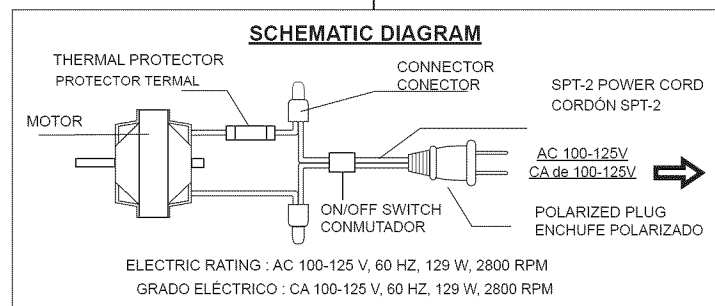 SCHEMATIC DIAGRAM
THERMAL PROTECTOR
PROTECTOR TERMAL
CONNECTOR
CONECTOR
SPT-2 POWER CORD
CORDÓN SPT-2
MOTOR
AC 100-125V
CA de 100-125V
ON/OFF SWITCH
CONMUTADOR
POLARIZED PLUG
ENCHUFE POLARIZADO
ELECTRIC RATING : AC 100-125 V, 60 HZ, 129 W, 2800 RPM
GRADO ELÉCTRICO : CA 100-125 V, 60 HZ, 129 W, 2800 RPM